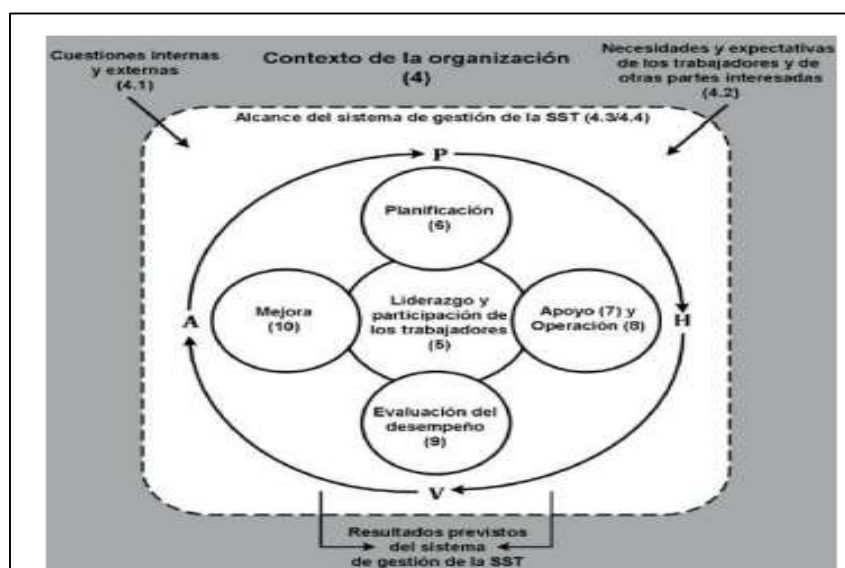 Cuestiones internas
y externas
(4.1)
Contexto de la organización
(4)
Necesidades y expectativas
de los trabajadores y de
otras partes interesadas
(4.2)
Alcance del sistema de gestión de la SST (4.3/4.4)
P
Planificación
(6)
A
Mejora
(10)
Liderazgo y
participación de
los trabajadores
(5)
Apoyo (7) y
Operación (8)
H
Evaluación del
desempeño
(9)
V
Resultados previstos
del sistema
de gestión de la SST